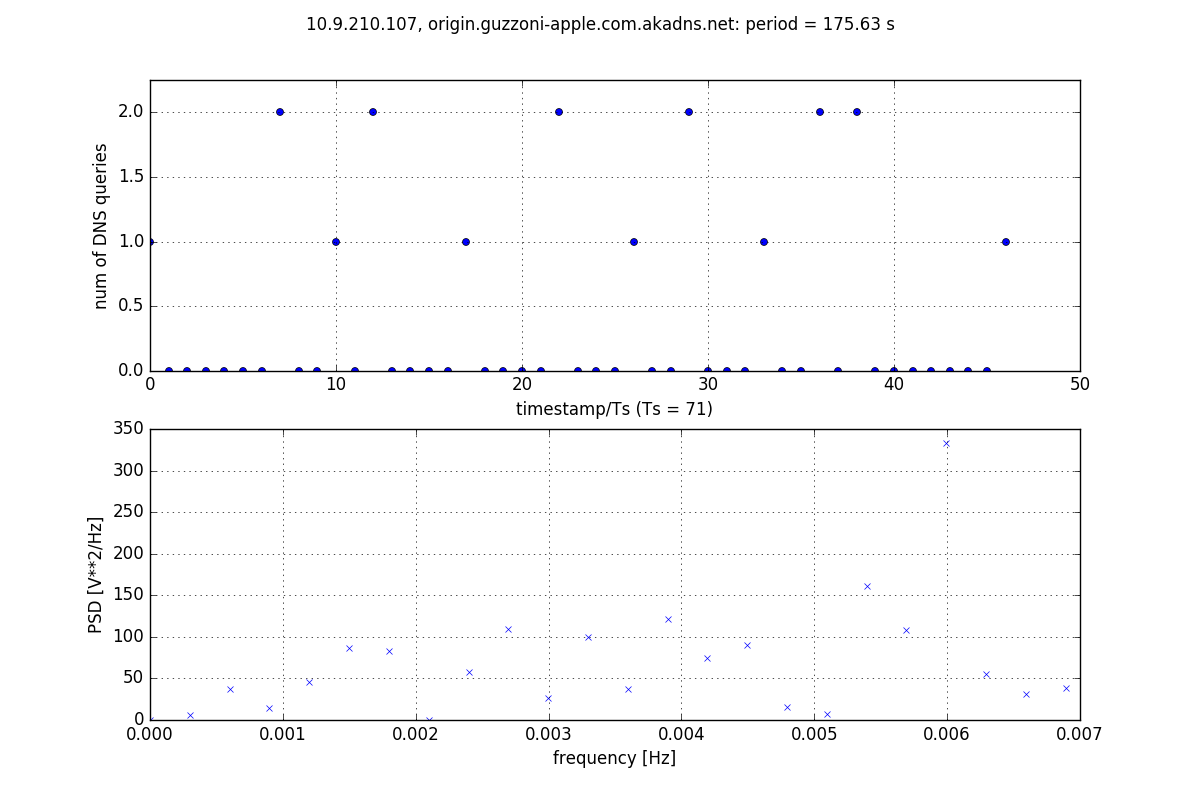 10.9.210.107, origin.guzzoni-apple.com.akadns.net: period = 175.63 s
2.0
1.5
1.0
0.5
0.0
num of DNS queries
0 10 20 30 40 50
timestamp/Ts (Ts = 71)
350
300
250
200
150
100
50
0
PSD [V**2/Hz]
0.000 0.001 0.002 0.003 0.004 0.005 0.006 0.007
frequency [Hz]